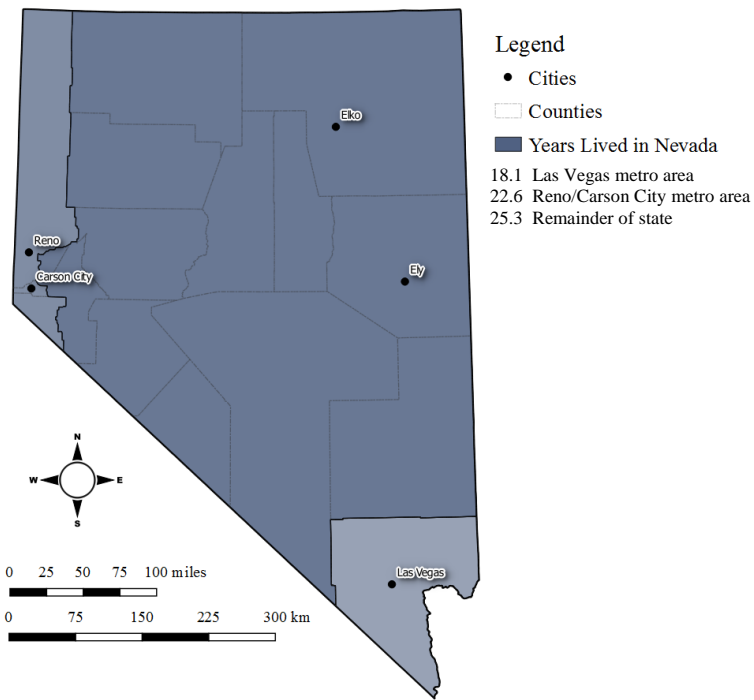 Legend
Cities
Counties
Years Lived in Nevada
18.1 Las Vegas metro area
22.6 Reno/Carson City metro area
25.3 Remainder of state
Elko
Reno
Carson City
Ely
Las Vegas
N
W E
S
0 25 50 75 100 miles
0 75 150 225 300 km